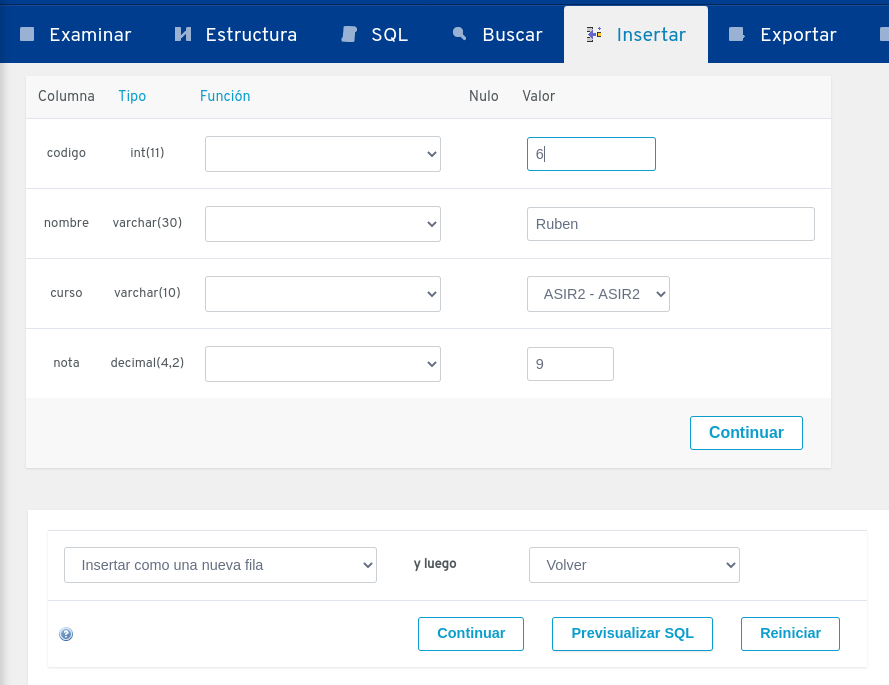 Examinar Estructura SQL Buscar Insertar Exportar
Columna Tipo Función Nulo Valor
codigo int(11) 6
nombre varchar(30) Ruben
curso varchar(10) ASIR2 - ASIR2
nota decimal(4,2) 9
Continuar
Insertar como una nueva fila y luego Volver
Continuar Previsualizar SQL Reiniciar